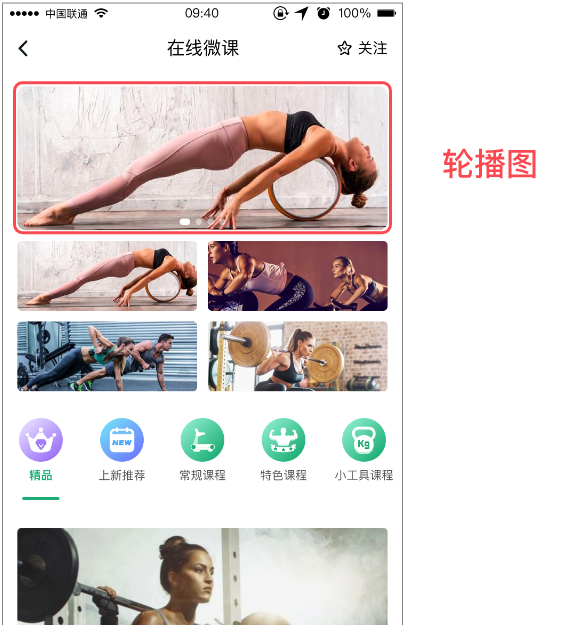 中国联通
09:40
100%
在线微课
关注
轮播图
NEW
Kg
精品
上新推荐
常规课程
特色课程
小工具课程